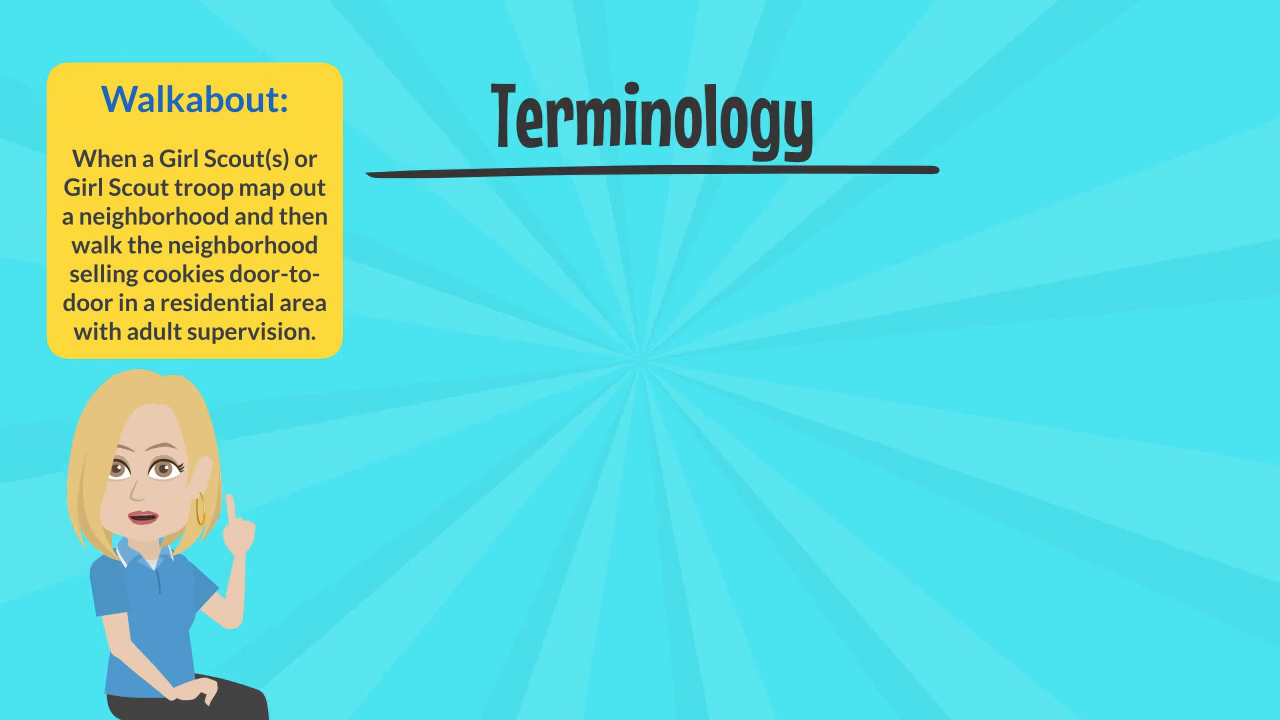 Terminology
Walkabout:
When a Girl Scout(s) or
Girl Scout troop map out
a neighborhood and then
walk the neighborhood
selling cookies door-to-
door in a residential area
with adult supervision.